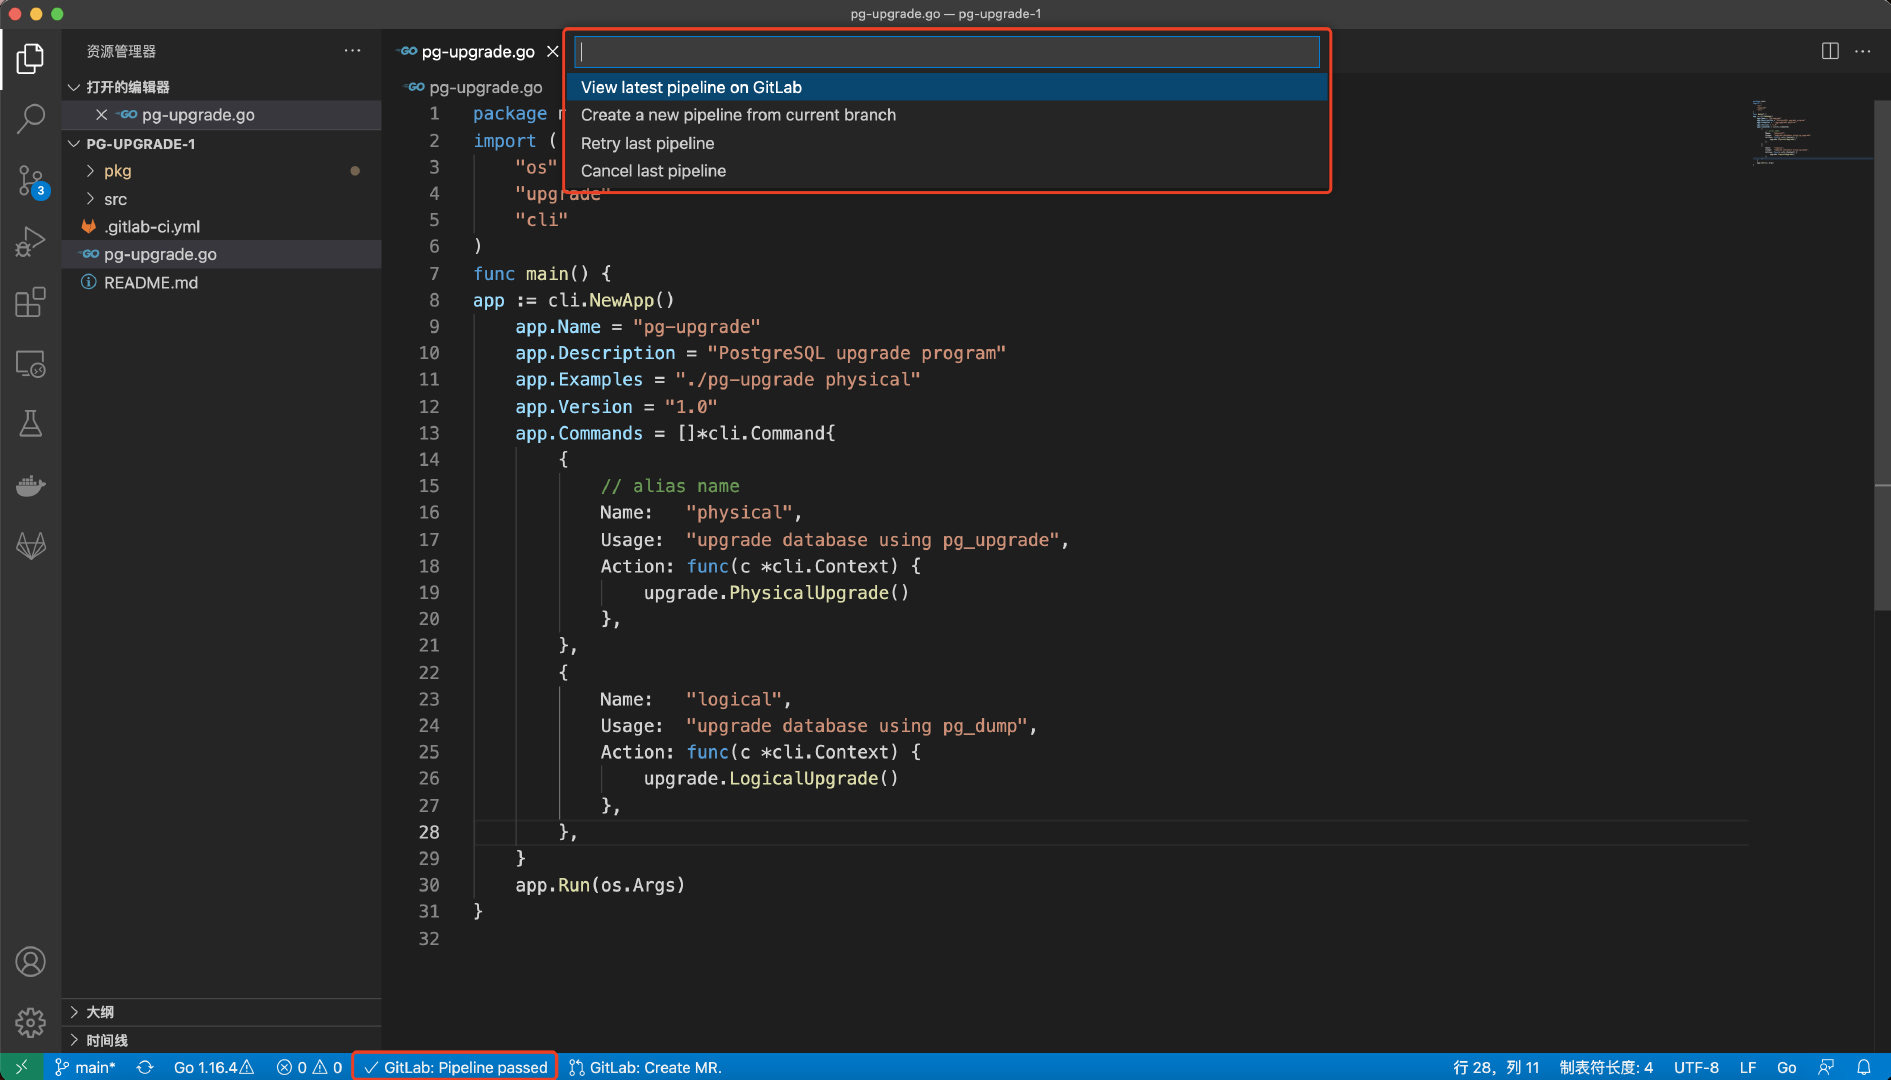 pg-upgrade.go — pg-upgrade-1
资源管理器
打开的编辑器
pg-upgrade.go
PG-UPGRADE-1
pkg
src
.gitlab-ci.yml
pg-upgrade.go
README.md
大纲
时间线
3
pg-upgrade.go
pg-upgrade.go
View latest pipeline on GitLab
Create a new pipeline from current branch
Retry last pipeline
Cancel last pipeline
1 package
2 import (
3 "os"
4 "upgrade"
5 "cli"
6 )
7 func main() {
8 app := cli.NewApp()
9 app.Name = "pg-upgrade"
10 app.Description = "PostgreSQL upgrade program"
11 app.Examples = "./pg-upgrade physical"
12 app.Version = "1.0"
13 app.Commands = []*cli.Command{
14 {
15 // alias name
16 Name: "physical",
17 Usage: "upgrade database using pg_upgrade",
18 Action: func(c *cli.Context) {
19 upgrade.PhysicalUpgrade()
20 },
21 },
22 {
23 Name: "logical",
24 Usage: "upgrade database using pg_dump",
25 Action: func(c *cli.Context) {
26 upgrade.LogicalUpgrade()
27 },
28 },
29 }
30 app.Run(os.Args)
31 }
32
main* Go 1.16.4 0 0 GitLab: Pipeline passed GitLab: Create MR. 行 28，列 11 制表符长度: 4 UTF-8 LF Go